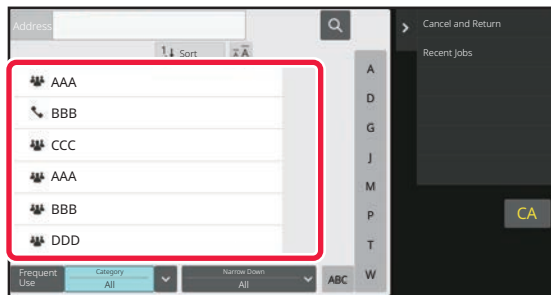 Address
Sort
AAA
BBB
CCC
AAA
BBB
DDD
A
D
G
J
M
P
T
W
Frequent
Use
Category
All
Narrow Down
All
ABC
Cancel and Return
Recent Jobs
CA